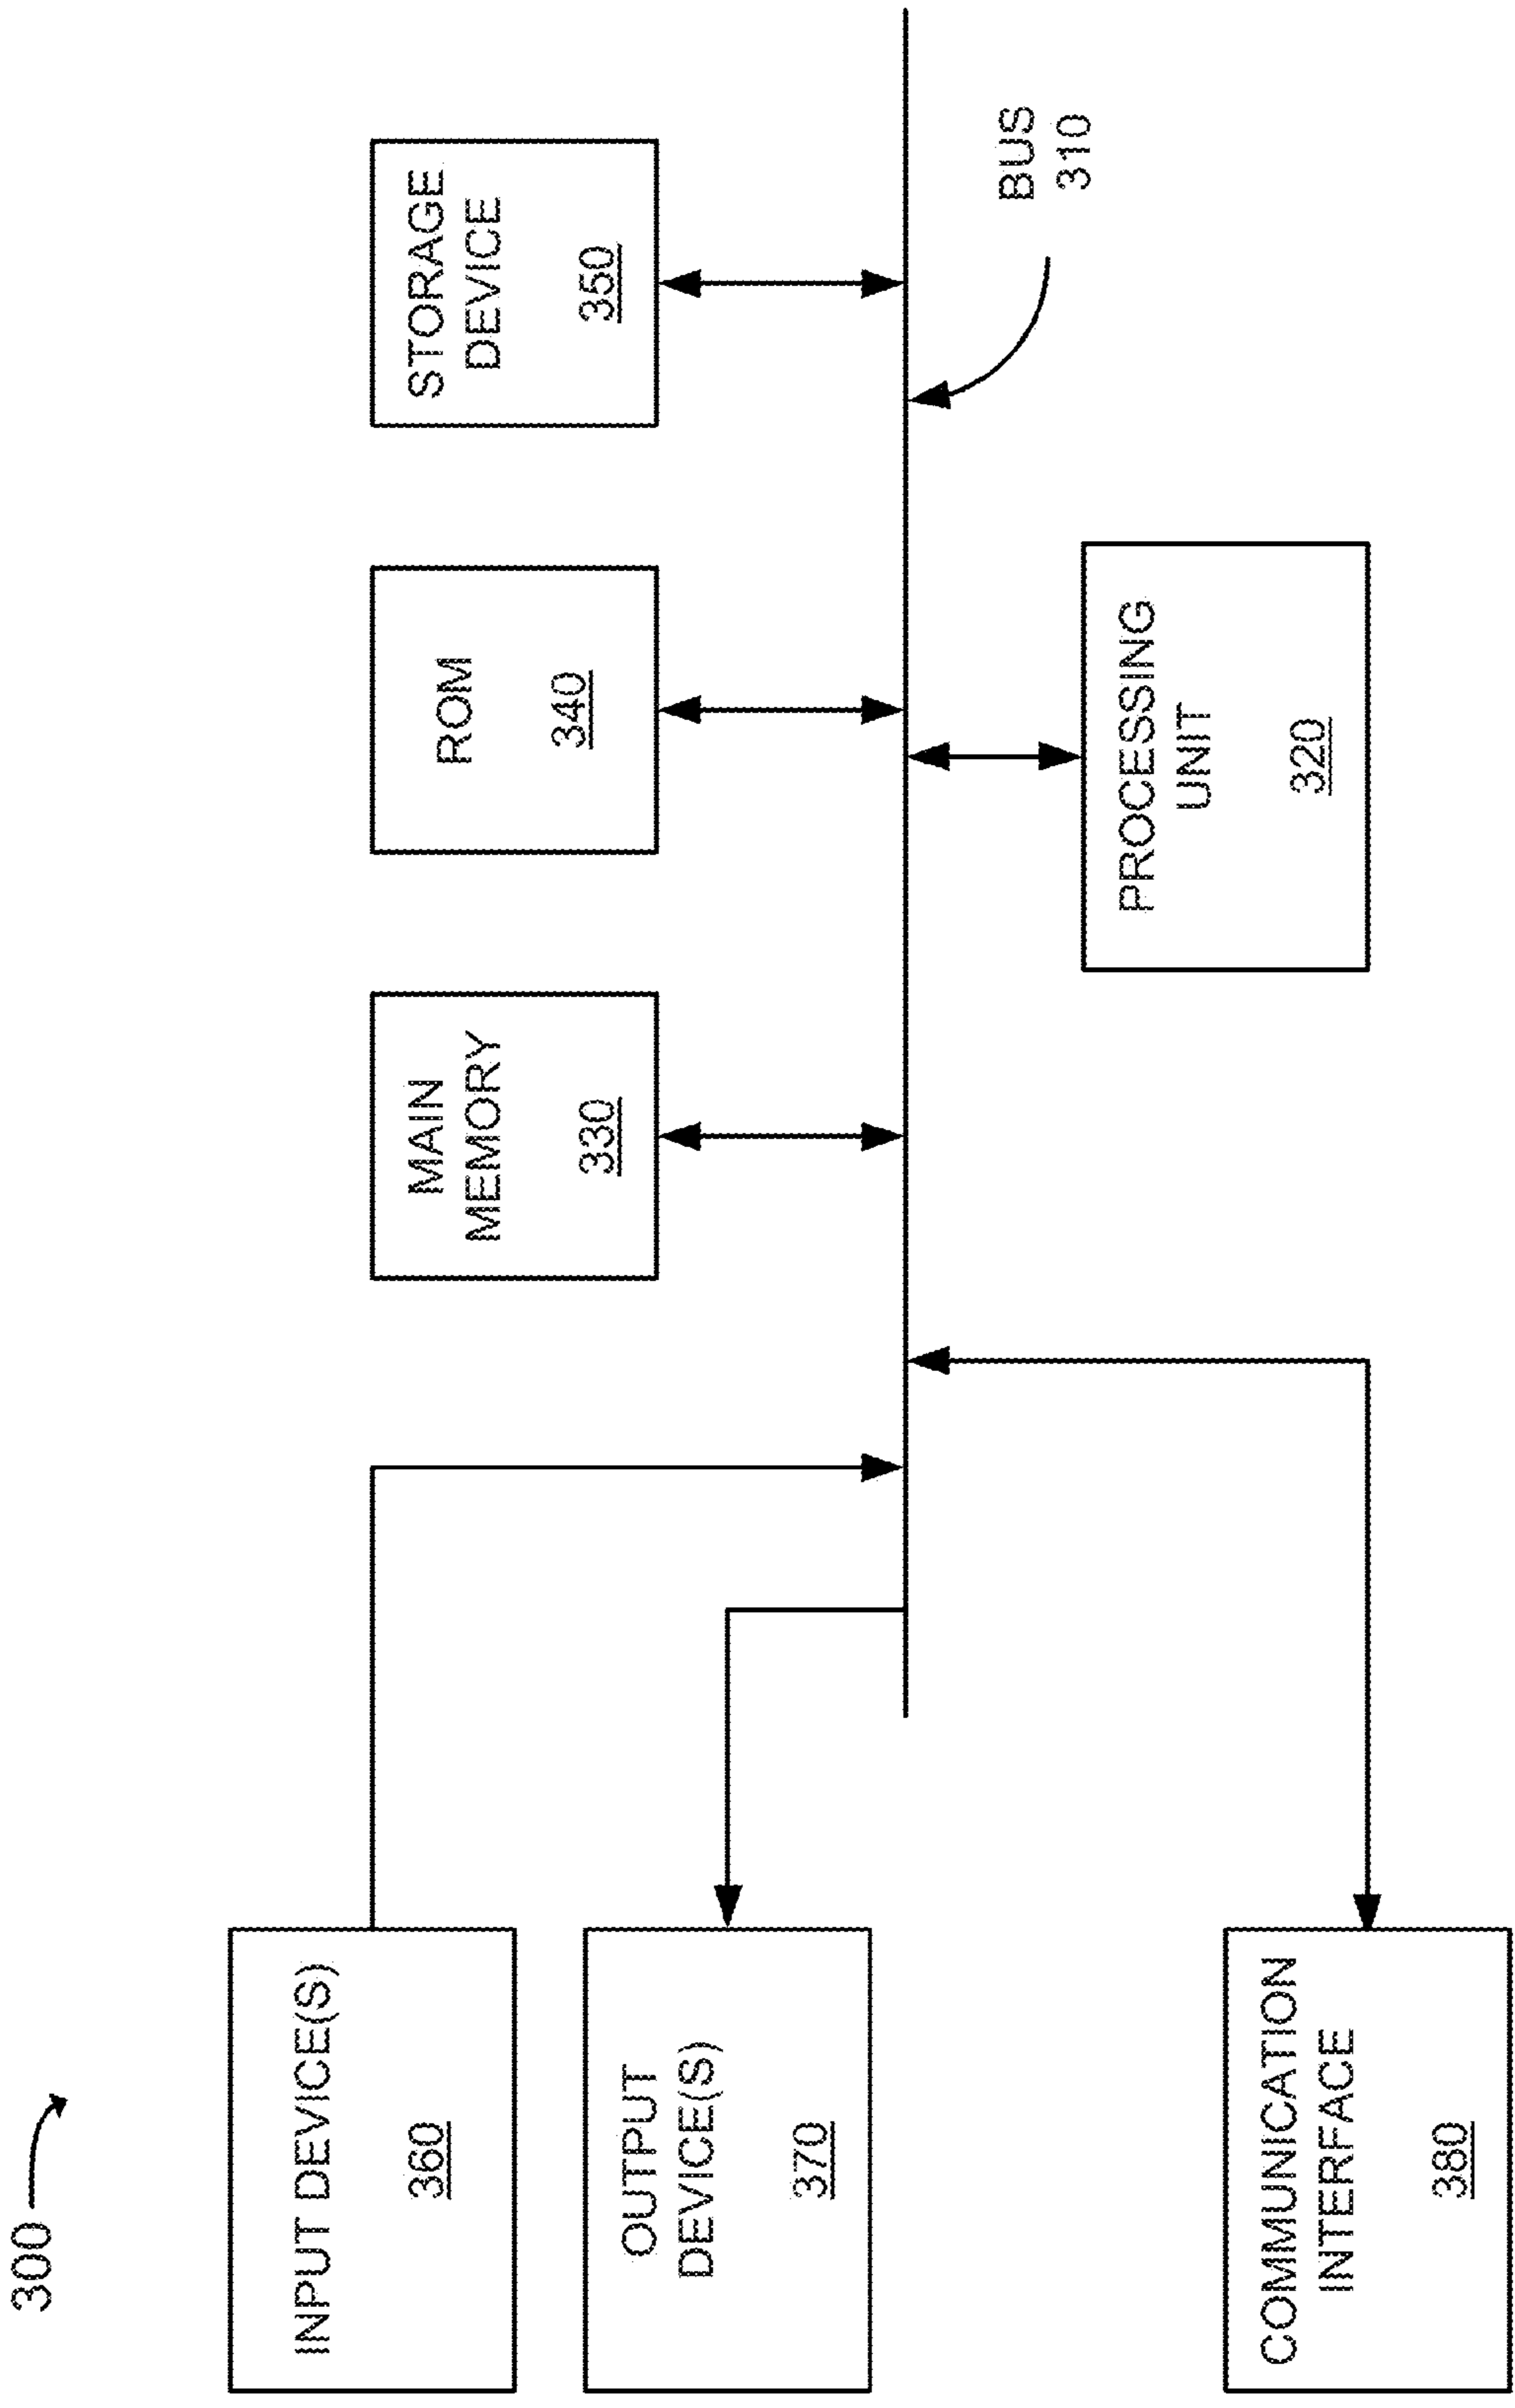 300
INPUT DEVICE(S)
360
OUTPUT
DEVICE(S)
370
COMMUNICATION
INTERFACE
380
MAIN
MEMORY
330
ROM
340
STORAGE
DEVICE
350
PROCESSING
UNIT
320
BUS
310